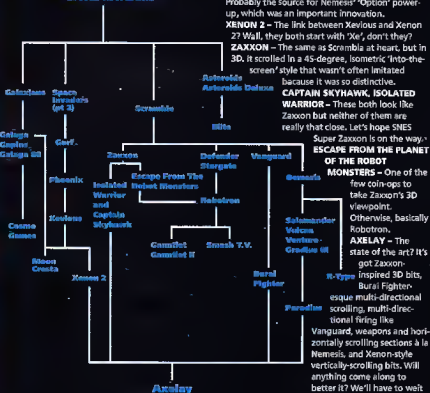 Probably the source for Nemesis' 'Option' power-
up, which was an important innovation.
XENON 2 – The link between Xevious and Xenon
2? Wall, they both start with 'Xe', don't they?
ZAXXON – The same as Scrambla at heart, but in
3D. It scrolled in a 45-degree, isometric 'into-the-
screen' style that wasn't often imitated
because it was so distinctive.
CAPTAIN SKYHAWK, ISOLATED
WARRIOR – These both look like
Zaxxon but neither of them are
really that close. Let's hope SNES
Super Zaxxon is on the way.
ESCAPE FROM THE PLANET
OF THE ROBOT
MONSTERS – One of the
few coin-ops to
take Zaxxon's 3D
viewpoint.
Otherwise, basically
Robotron.
AXELAY – The
state of the art? It's
got Zaxxon-
inspired 3D bits,
Bural Fighter-
esque multi-directional
scrolling, multi-direc-
tional firing like
Vanguard, weapons and hori-
zontally scrolling sections à la
Nemesis, and Xenon-style
vertically-scrolling bits. Will
anything come along to
better it? We'll have to weit
Galaxians
Space
Invaders
(pt 2)
Scramble
Asteroids
Asteroids Deluxe
Elite
Galaga
Gaplus
Galaga 88
Gorf
Phoenix
Xevious
Cosmo
Gangs
Moon
Cresta
Xenon 2
Zaxxon
Isolated
Warrior
and
Captain
Skyhawk
Escape From The
Robot Monsters
Defender
Stargate
Robotron
Gauntlet
Gauntlet II
Smash T.V.
Vanguard
Bural
Fighter
Nemesis
Salamander
Vulcan
Venture
Gradius III
R-Type
Parodius
Axelay